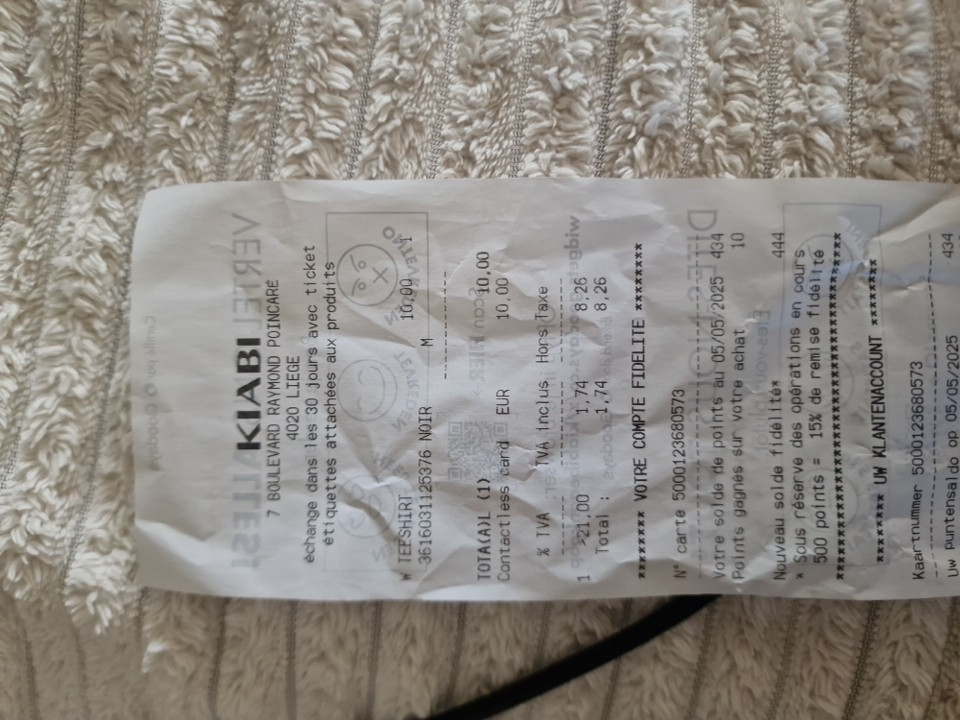 KIABI
7 BOULEVARD RAYMOND POINCARE
4020 LIEGE
échange dans les 30 jours avec ticket
étiquettes attachées aux produits
w TEESHIRT 10,00 1
3616031125376 NOIR M
TOTA(A)L (1) 10,00
Contactless card EUR 10,00
% TVA TVA inclus Hors taxe
1 21,00 1,74 8,26
Total : 1,74 8,26
******* VOTRE COMPTE FIDELITE ********
N° carte 5000123680573
Votre solde de points au 05/05/2025 434
Points gagnés sur votre achat 10
Nouveau solde fidélité* 444
* Sous réserve des opérations en cours
500 points = 15% de remise fidélité
****************************************
******** UW KLANTENACCOUNT *******
Kaartnummer 5000123680573
Uw puntensaldo op 05/05/2025 434